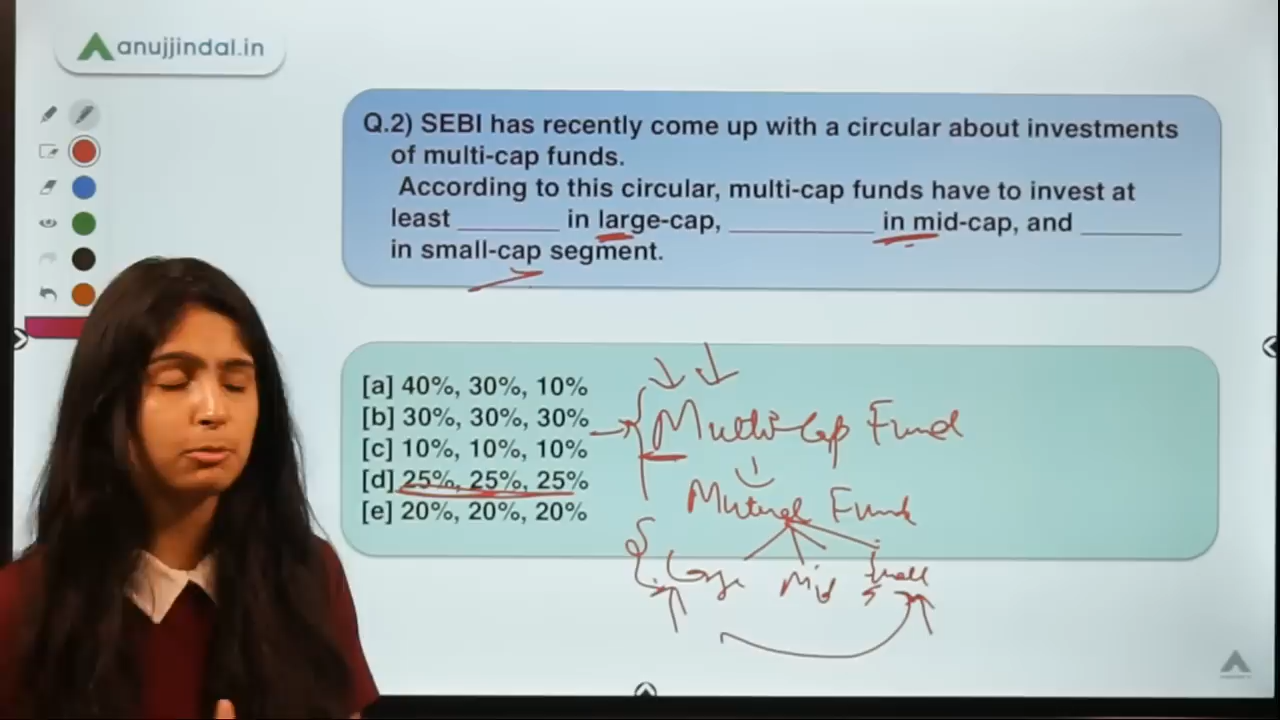 anujjindal.in
Q.2) SEBI has recently come up with a circular about investments
of multi-cap funds.
According to this circular, multi-cap funds have to invest at
least ______ in large-cap, ________ in mid-cap, and ______
in small-cap segment.
[a] 40%, 30%, 10%
[b] 30%, 30%, 30%
[c] 10%, 10%, 10%
[d] 25%, 25%, 25%
[e] 20%, 20%, 20%
Multi-Cap Fund
Mutual Fund
Large Mid Small